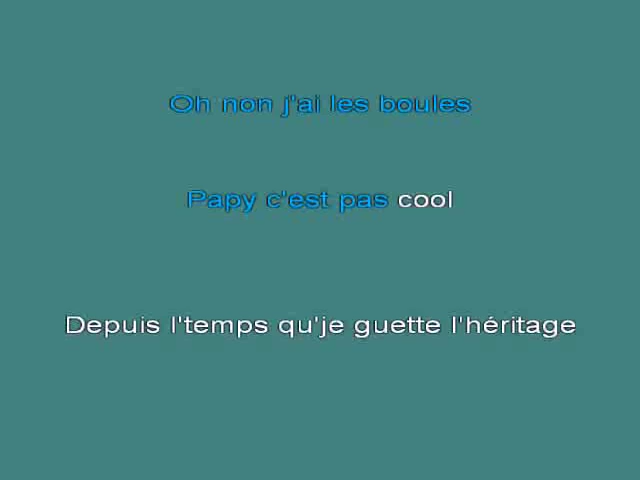 Oh non j'ai les boules
Papy c'est pas cool
Depuis l'temps qu'je guette l'héritage